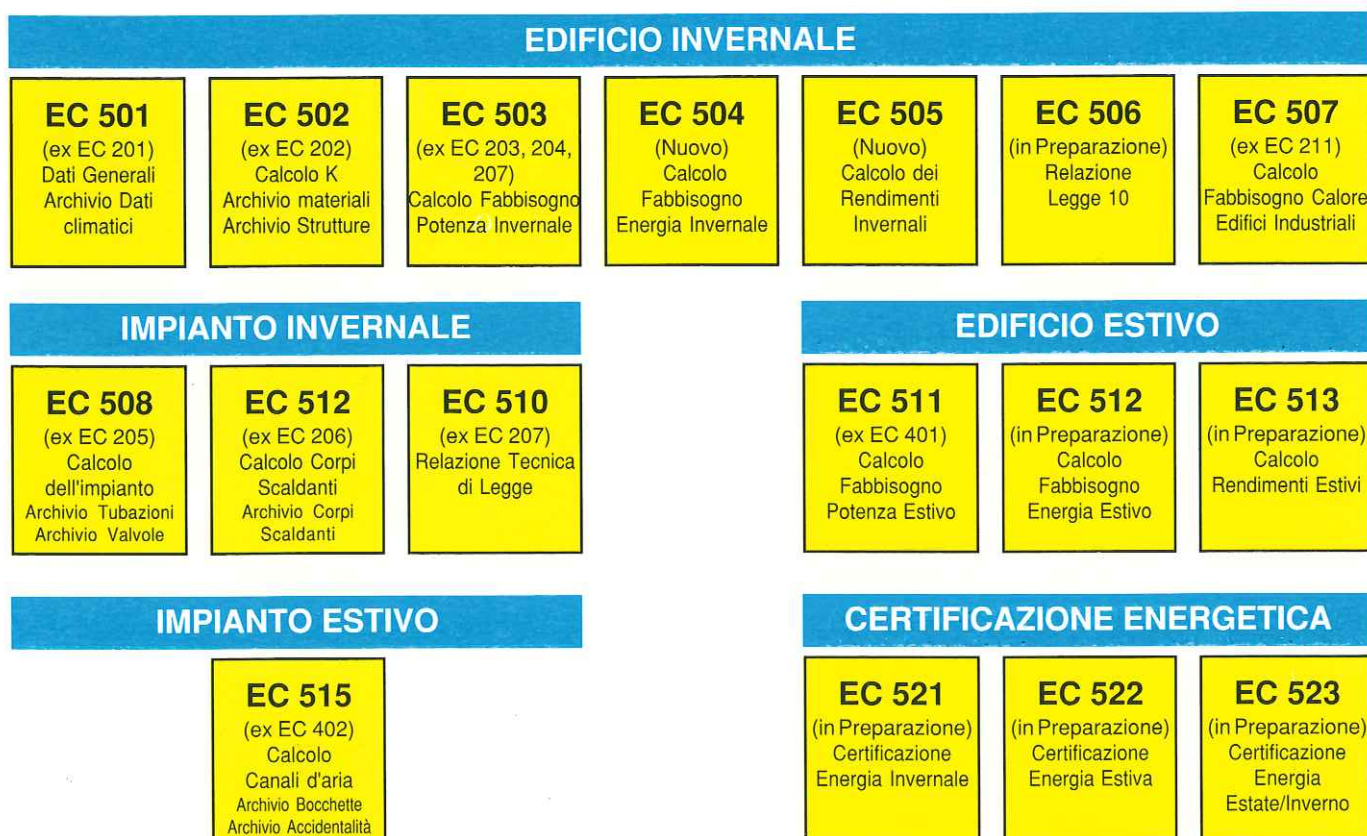 EDIFICIO INVERNALE
EC 501
(ex EC 201)
Dati Generali
Archivio Dati
climatici
EC 502
(ex EC 202)
Calcolo K
Archivio materiali
Archivio Strutture
EC 503
(ex EC 203, 204,
207)
Calcolo Fabbisogno
Potenza Invernale
EC 504
(Nuovo)
Calcolo
Fabbisogno
Energia Invernale
EC 505
(Nuovo)
Calcolo dei
Rendimenti
Invernali
EC 506
(in Preparazione)
Relazione
Legge 10
EC 507
(ex EC 211)
Calcolo
Fabbisogno Calore
Edifici Industriali
IMPIANTO INVERNALE
EC 508
(ex EC 205)
Calcolo
dell'impianto
Archivio Tubazioni
Archivio Valvole
EC 512
(ex EC 206)
Calcolo Corpi
Scaldanti
Archivio Corpi
Scaldanti
EC 510
(ex EC 207)
Relazione Tecnica
di Legge
EDIFICIO ESTIVO
EC 511
(ex EC 401)
Calcolo
Fabbisogno
Potenza Estivo
EC 512
(in Preparazione)
Calcolo
Fabbisogno
Energia Estivo
EC 513
(in Preparazione)
Calcolo
Rendimenti Estivi
IMPIANTO ESTIVO
EC 515
(ex EC 402)
Calcolo
Canali d'aria
Archivio Bocchette
Archivio Accidentalità
CERTIFICAZIONE ENERGETICA
EC 521
(in Preparazione)
Certificazione
Energia Invernale
EC 522
(in Preparazione)
Certificazione
Energia Estiva
EC 523
(in Preparazione)
Certificazione
Energia
Estate/Inverno